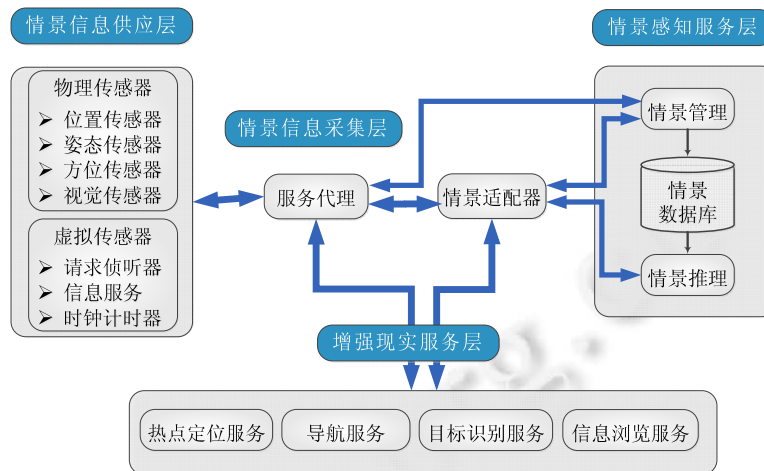 情景信息供应层
物理传感器
➢ 位置传感器
➢ 姿态传感器
➢ 方位传感器
➢ 视觉传感器
虚拟传感器
➢ 请求侦听器
➢ 信息服务
➢ 时钟计时器
情景信息采集层
服务代理
情景适配器
情景感知服务层
情景管理
情景
数据库
情景推理
增强现实服务层
热点定位服务
导航服务
目标识别服务
信息浏览服务